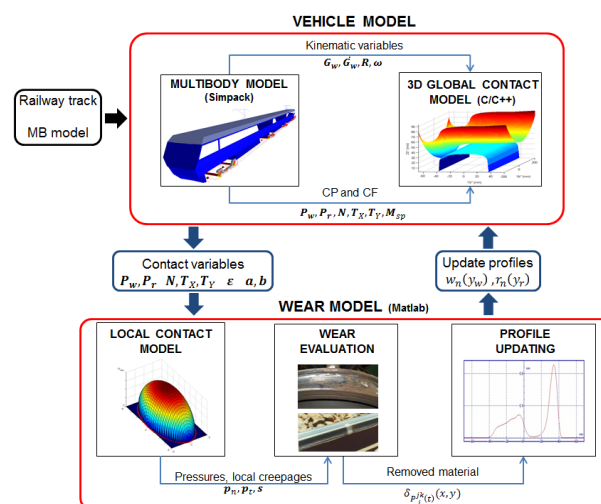 VEHICLE MODEL
Kinematic variables
G_w, Ġ_w, R, ω
MULTIBODY MODEL
(Simpack)
3D GLOBAL CONTACT
MODEL (C/C++)
Railway track
MB model
CP and CF
P_w, P_r, N, T_X, T_Y, M_sp
Contact variables
P_w, P_r N, T_X, T_Y ε a, b
Update profiles
w_n(y_w), r_n(y_r)
WEAR MODEL (Matlab)
LOCAL CONTACT
MODEL
WEAR
EVALUATION
PROFILE
UPDATING
Pressures, local creepages
p_n, p_t, s
Removed material
δ_{P_i^{jk}(t)}(x, y)